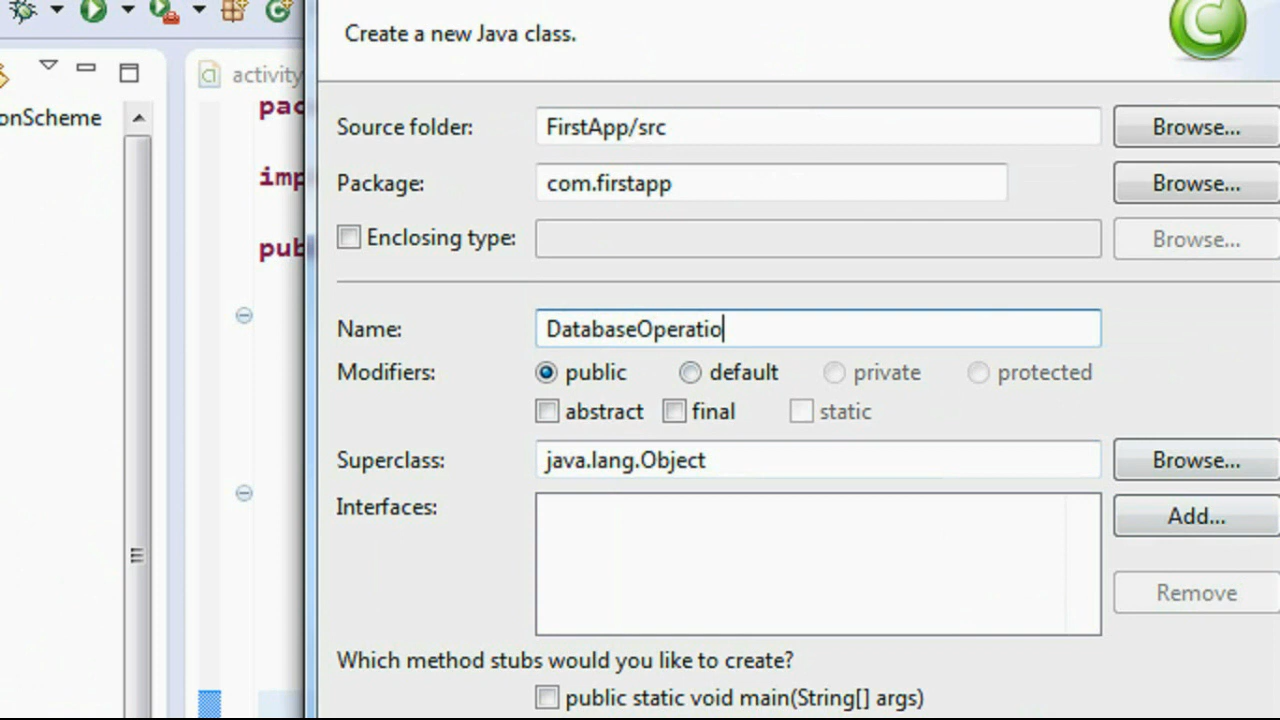 Create a new Java class.
onScheme
activity
pac
imp
pub
Source folder: FirstApp/src Browse...
Package: com.firstapp Browse...
Enclosing type: Browse...
Name: DatabaseOperatio
Modifiers: public default private protected
abstract final static
Superclass: java.lang.Object Browse...
Interfaces: Add...
Remove
Which method stubs would you like to create?
public static void main(String[] args)